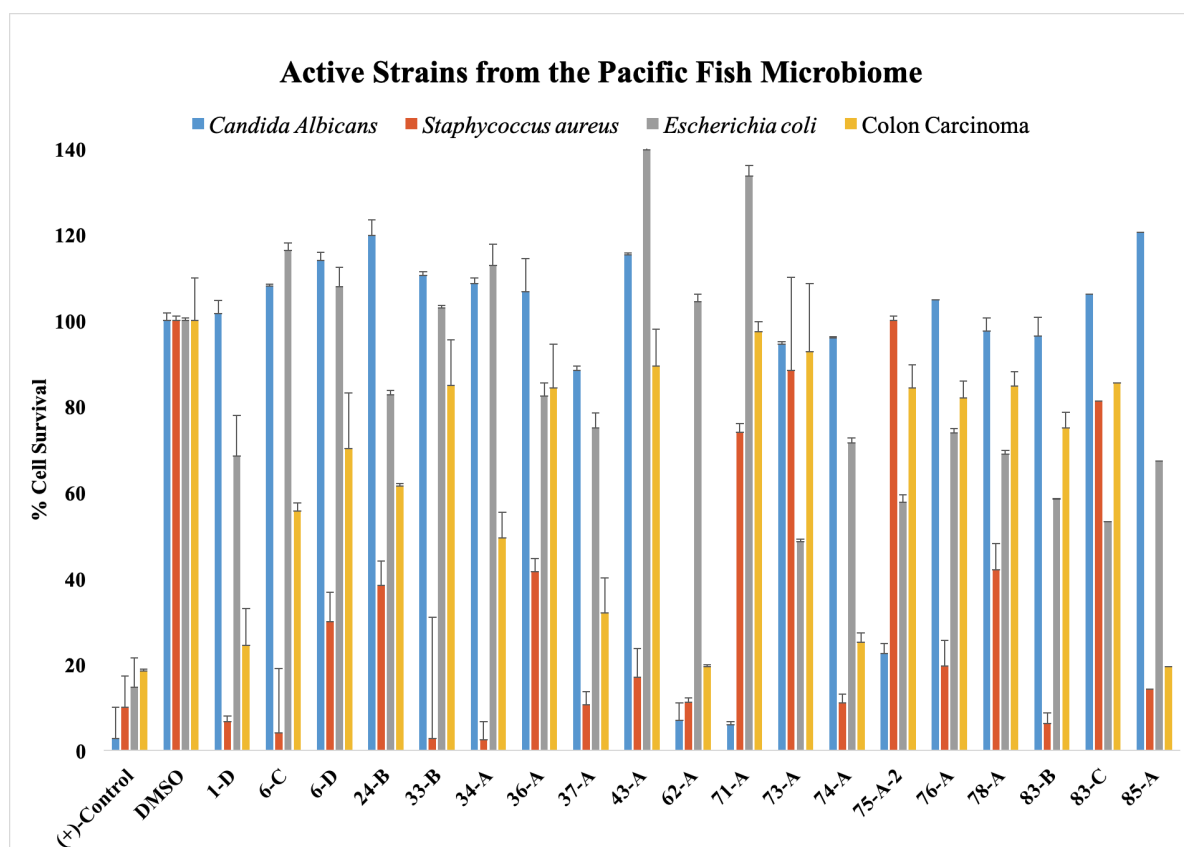 Active Strains from the Pacific Fish Microbiome
Candida Albicans Staphycoccus aureus Escherichia coli Colon Carcinoma
% Cell Survival
140
120
100
80
60
40
20
0
(+)-Control DMSO 1-D 6-C 6-D 24-B 33-B 34-A 36-A 37-A 43-A 62-A 71-A 73-A 74-A 75-A-2 76-A 78-A 83-B 83-C 85-A